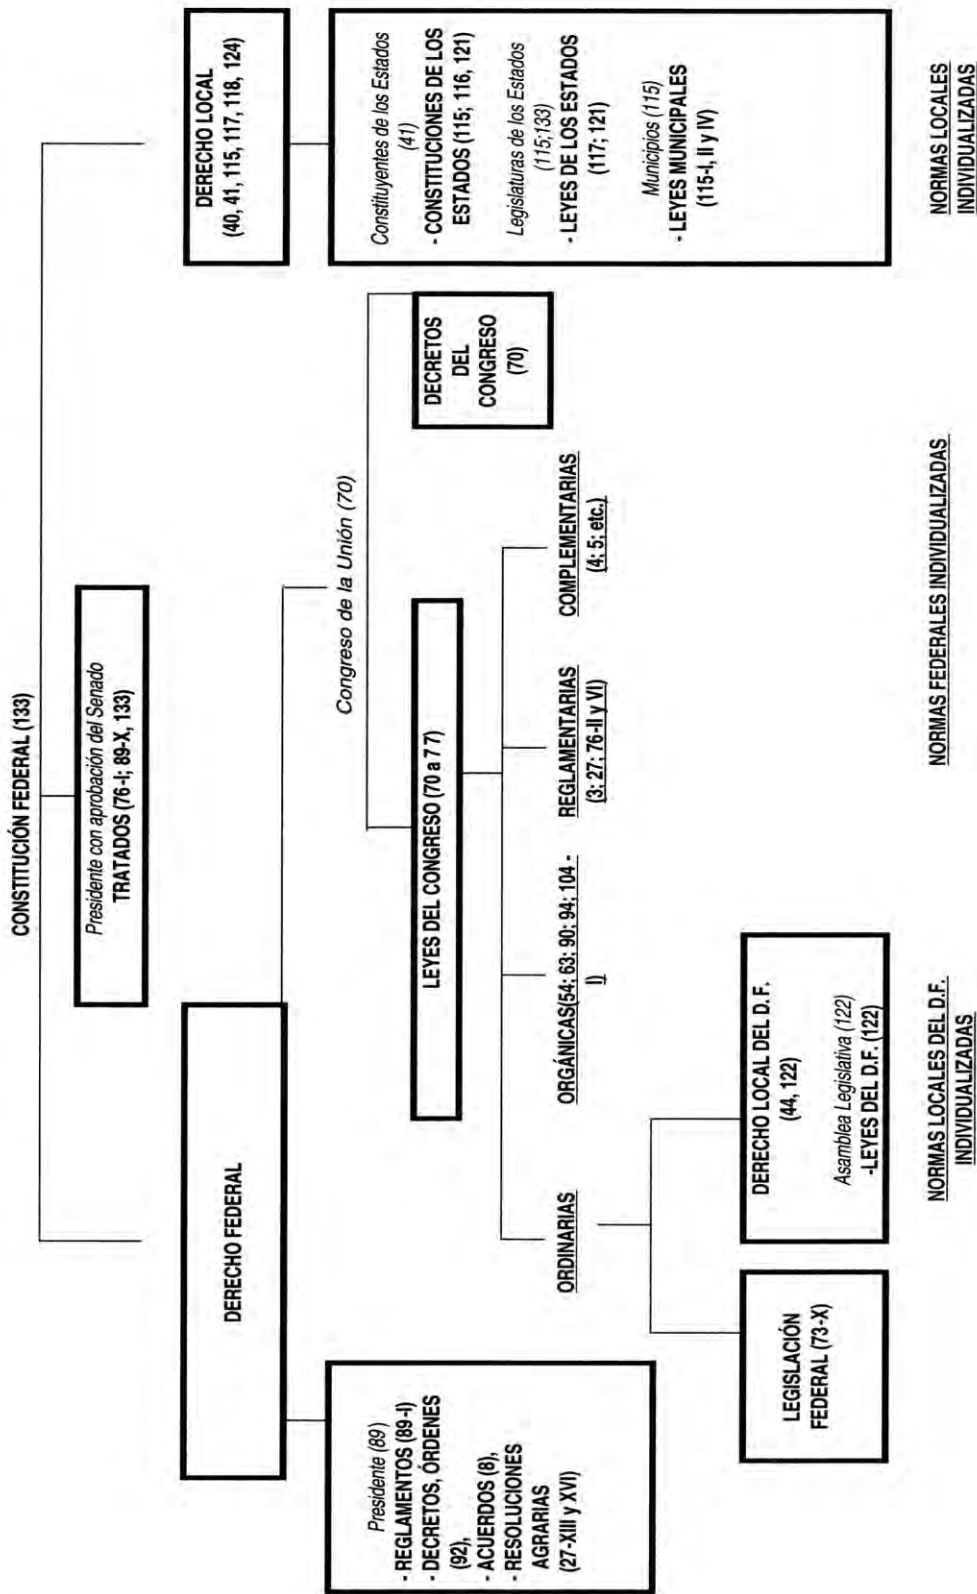 CONSTITUCIÓN FEDERAL (133)
Presidente con aprobación del Senado
TRATADOS (76-I; 89-X, 133)
DERECHO FEDERAL
DERECHO LOCAL
(40, 41, 115, 117, 118, 124)
Presidente (89)
- REGLAMENTOS (89-I)
- DECRETOS, ÓRDENES
(92),
- ACUERDOS (8),
- RESOLUCIONES
AGRARIAS
(27-XIII y XVI)
Congreso de la Unión (70)
LEYES DEL CONGRESO (70 a 77)
DECRETOS
DEL
CONGRESO
(70)
Constituyentes de los Estados
(41)
- CONSTITUCIONES DE LOS
ESTADOS (115; 116, 121)
Legislaturas de los Estados
(115;133)
- LEYES DE LOS ESTADOS
(117; 121)
Municipios (115)
- LEYES MUNICIPALES
(115-I, II y IV)
ORDINARIAS
ORGÁNICAS(54; 63; 90; 94; 104 -
I)
REGLAMENTARIAS
(3; 27; 76-II y VI)
COMPLEMENTARIAS
(4; 5; etc.)
LEGISLACIÓN
FEDERAL (73-X)
DERECHO LOCAL DEL D.F.
(44, 122)
Asamblea Legislativa (122)
-LEYES DEL D.F. (122)
NORMAS LOCALES DEL D.F.
INDIVIDUALIZADAS
NORMAS FEDERALES INDIVIDUALIZADAS
NORMAS LOCALES
INDIVIDUALIZADAS